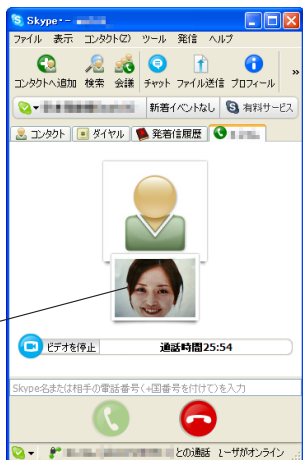 Skype™ -
ファイル 表示 コンタクト(Z) ツール 発信 ヘルプ
コンタクトへ追加 検索 会議 チャット ファイル送信 プロフィール »
新着イベントなし 有料サービス
コンタクト ダイヤル 発着信履歴
ビデオを停止 通話時間25:54
Skype名または相手の電話番号(+国番号を付けて)を入力
との通話 ユーザがオンライン